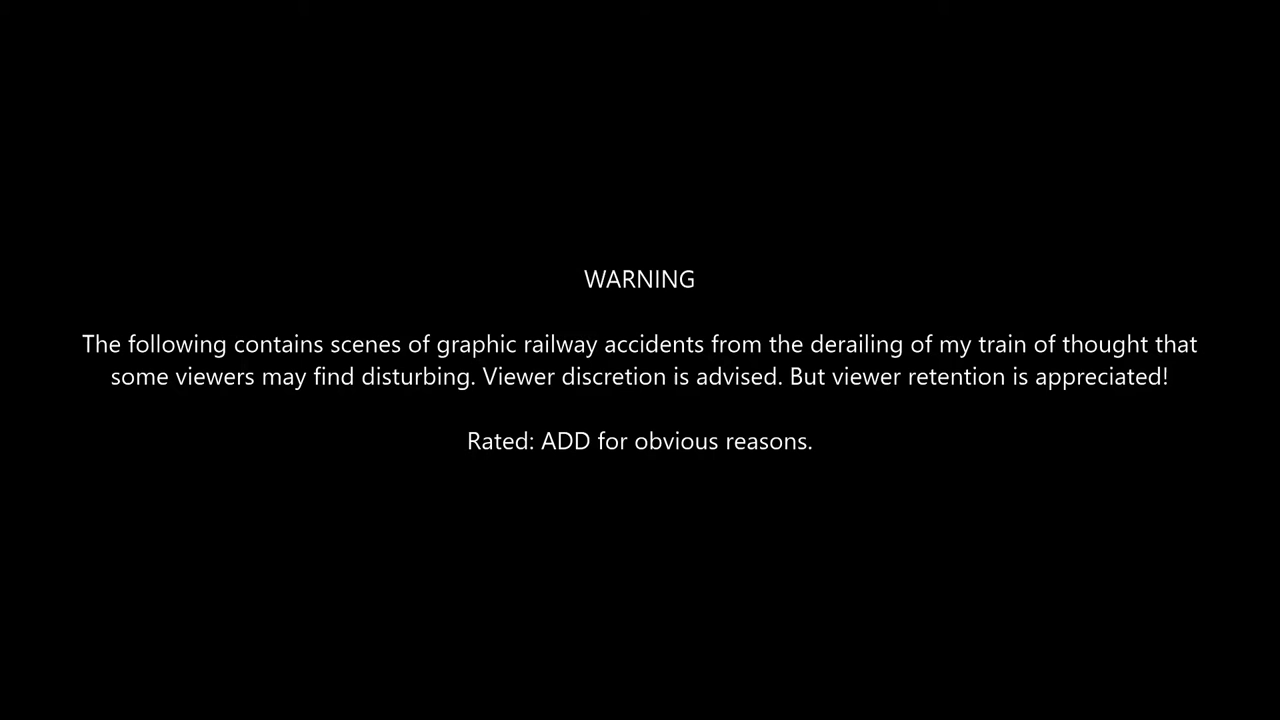 WARNING
The following contains scenes of graphic railway accidents from the derailing of my train of thought that
some viewers may find disturbing. Viewer discretion is advised. But viewer retention is appreciated!
Rated: ADD for obvious reasons.